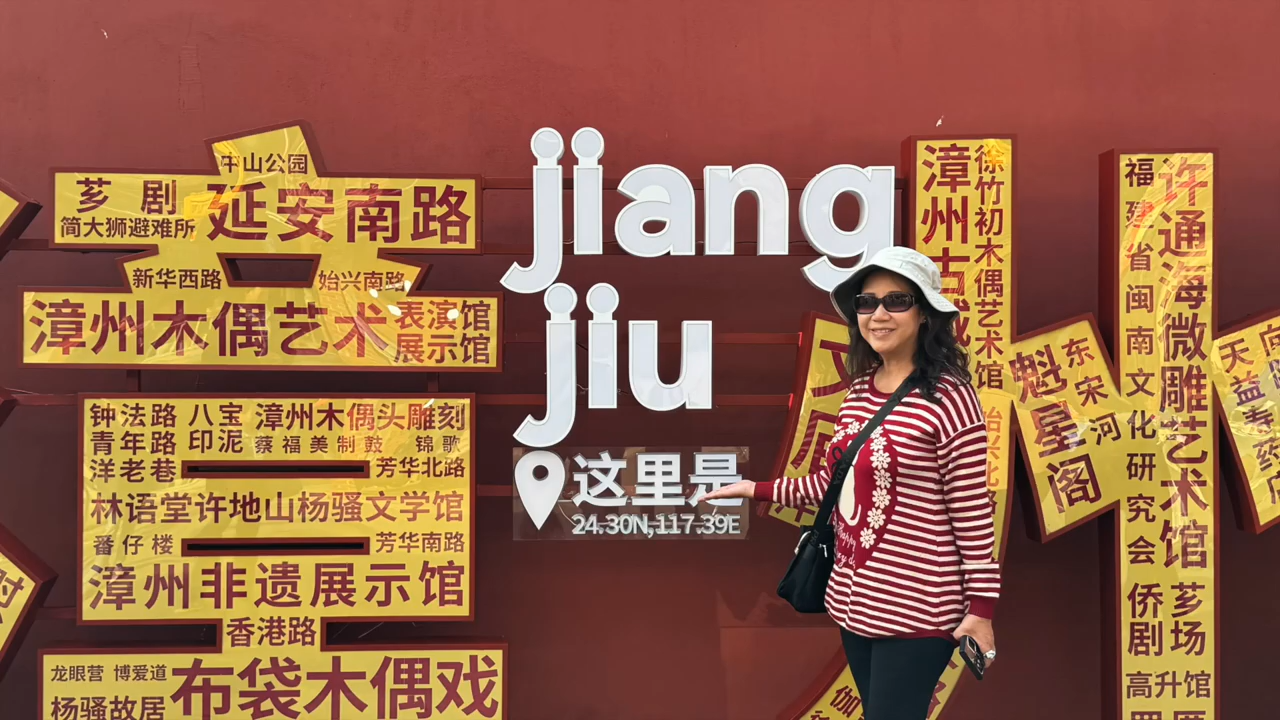 中山公园
芗剧
延安南路
简大狮避难所
新华西路
始兴南路
漳州木偶艺术
表演馆
展示馆
钟法路 八宝 漳州木偶头雕刻
青年路 印泥 蔡福美制鼓 锦歌
洋老巷
芳华北路
林语堂许地山杨骚文学馆
番仔楼
芳华南路
漳州非遗展示馆
香港路
龙眼营 博爱道
杨骚故居
布袋木偶戏
jiang
jiu
这里是
24.30N,117.39E
漳州古城
徐竹初木偶艺术馆
魁星阁
东宋河
福建省闽南文化研究会
许通海微雕艺术馆
侨 芗
剧 场
高升馆
天益寿药店